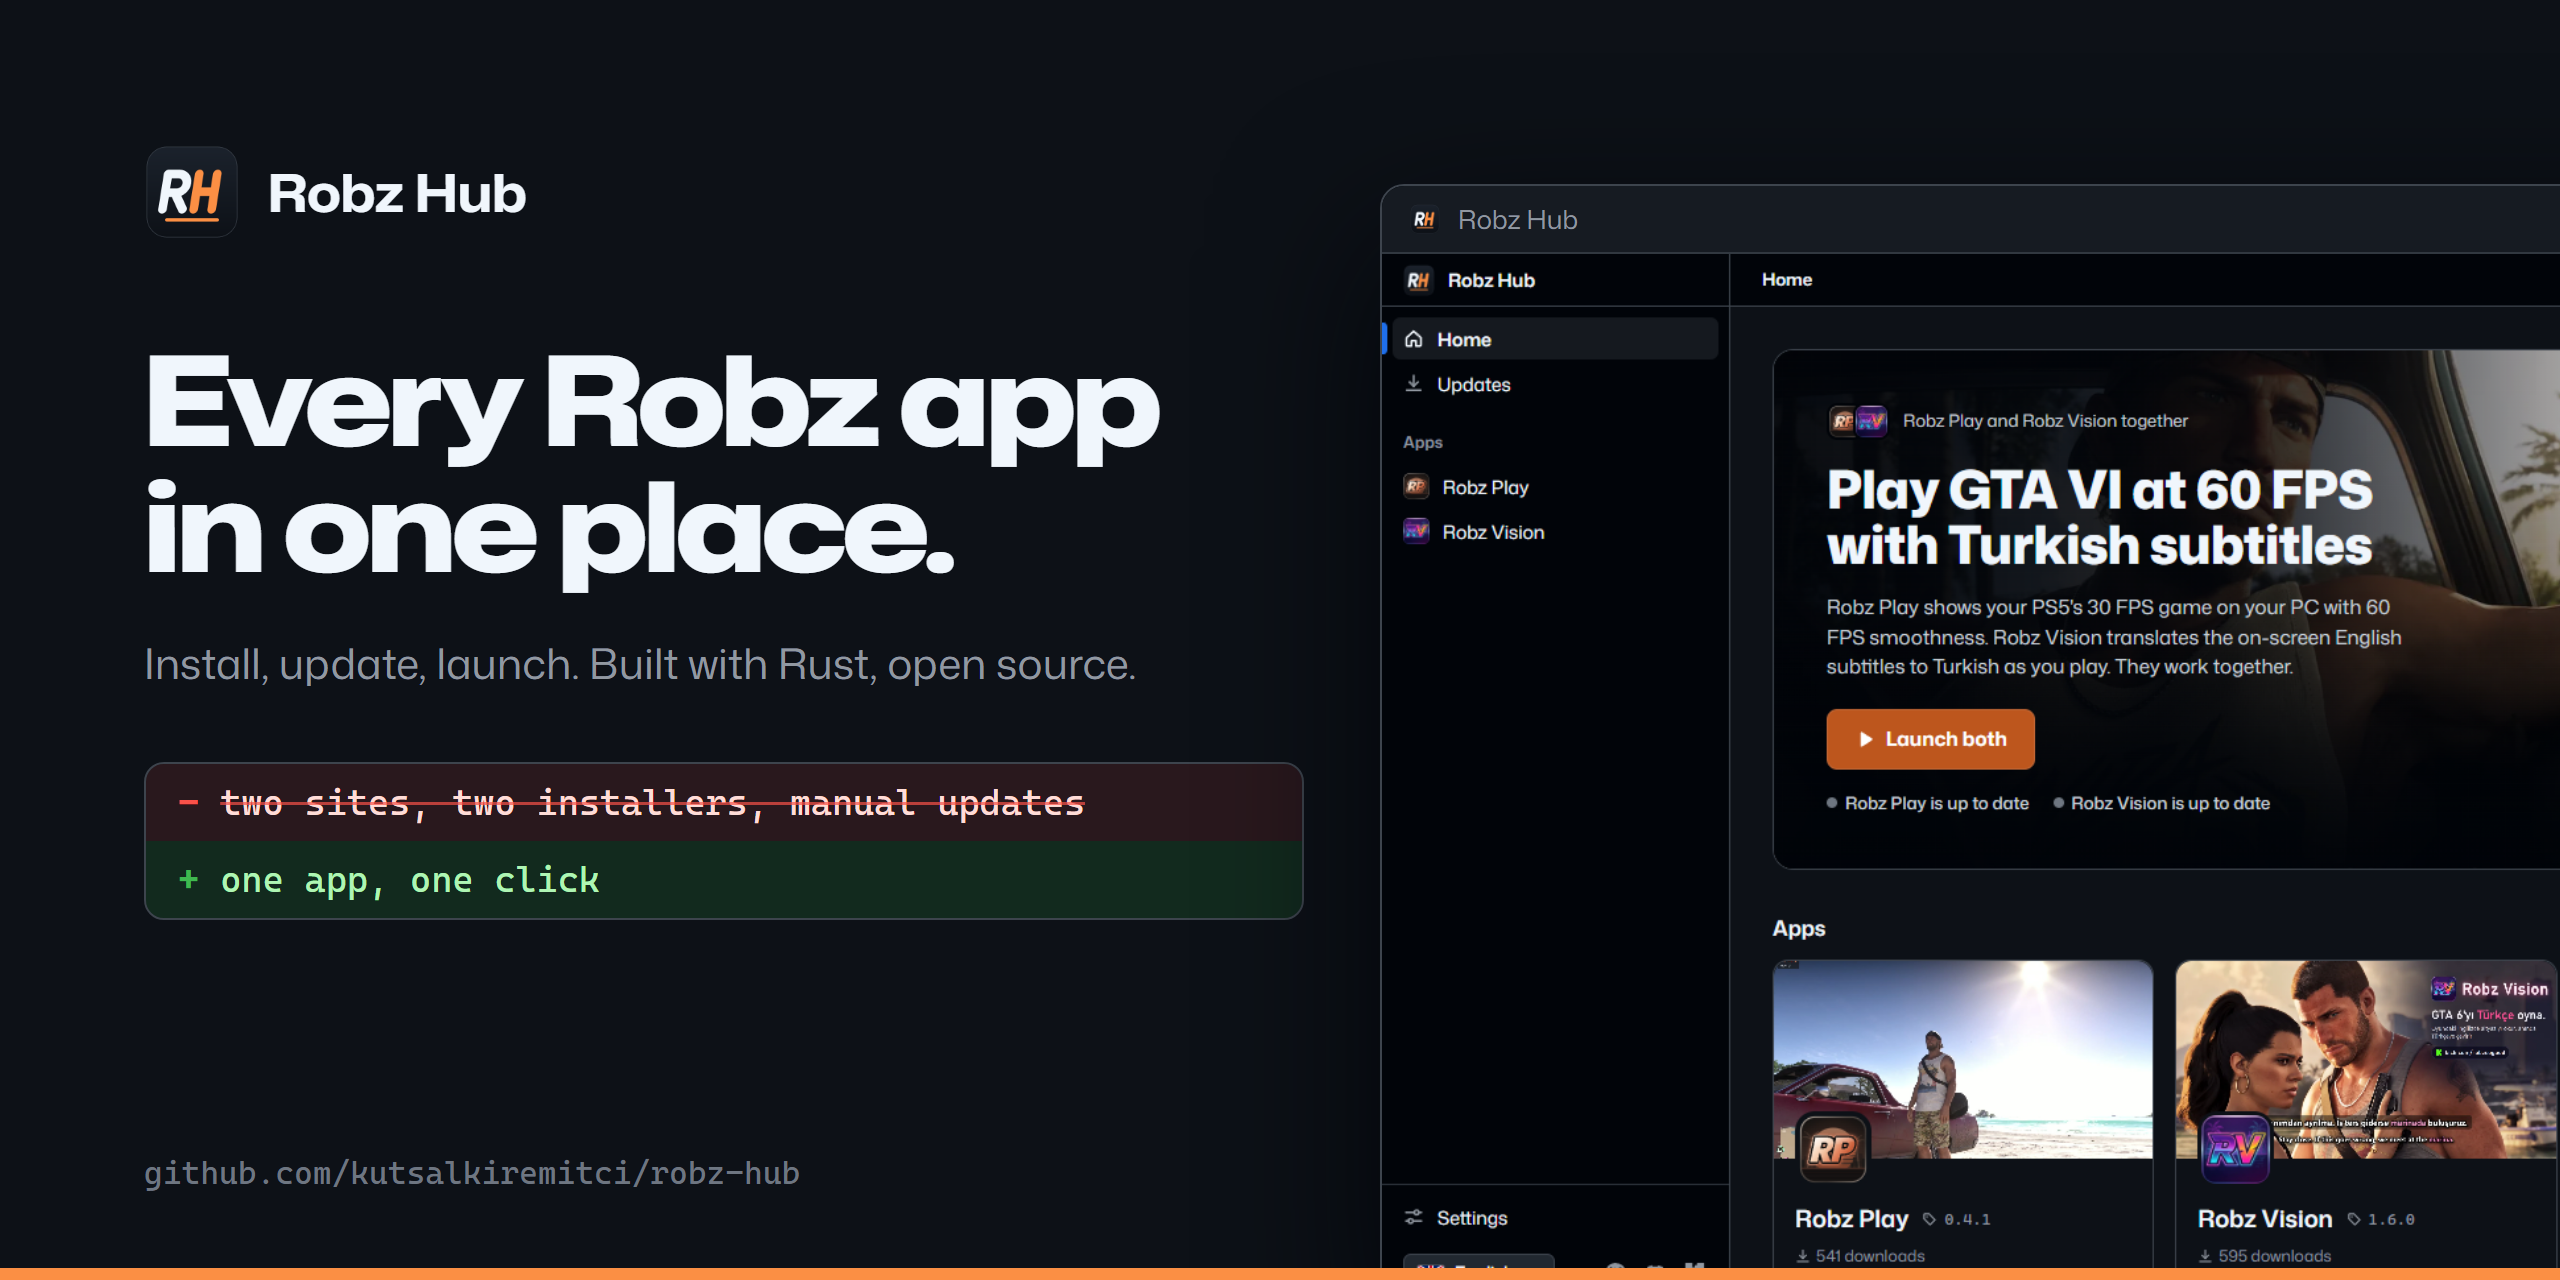 RH Robz Hub
Every Robz app
in one place.
Install, update, launch. Built with Rust, open source.
- two sites, two installers, manual updates
+ one app, one click
github.com/kutsalkiremitci/robz-hub
RH Robz Hub
RH Robz Hub
Home
Updates
Apps
RP Robz Play
RV Robz Vision
Settings
Home
RP RV Robz Play and Robz Vision together
Play GTA VI at 60 FPS
with Turkish subtitles
Robz Play shows your PS5's 30 FPS game on your PC with 60
FPS smoothness. Robz Vision translates the on-screen English
subtitles to Turkish as you play. They work together.
Launch both
Robz Play is up to date
Robz Vision is up to date
Apps
RP
Robz Play 0.4.1
541 downloads
Robz Vision
GTA 6'yı Türkçe oyna.
RV
Robz Vision 1.6.0
595 downloads